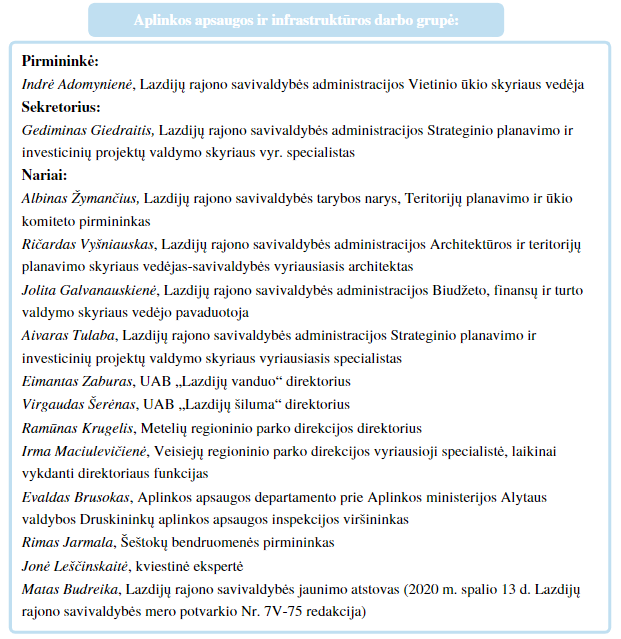 Aplinkos apsaugos ir infrastruktūros darbo grupė:
Pirmininkė:
Indrė Adomynienė, Lazdijų rajono savivaldybės administracijos Vietinio ūkio skyriaus vedėja
Sekretorius:
Gediminas Giedraitis, Lazdijų rajono savivaldybės administracijos Strateginio planavimo ir
investicinių projektų valdymo skyriaus vyr. specialistas
Nariai:
Albinas Žymančius, Lazdijų rajono savivaldybės tarybos narys, Teritorijų planavimo ir ūkio
komiteto pirmininkas
Ričardas Vyšniauskas, Lazdijų rajono savivaldybės administracijos Architektūros ir teritorijų
planavimo skyriaus vedėjas-savivaldybės vyriausiasis architektas
Jolita Galvanauskienė, Lazdijų rajono savivaldybės administracijos Biudžeto, finansų ir turto
valdymo skyriaus vedėjo pavaduotoja
Aivaras Tulaba, Lazdijų rajono savivaldybės administracijos Strateginio planavimo ir
investicinių projektų valdymo skyriaus vyriausiasis specialistas
Eimantas Zaburas, UAB „Lazdijų vanduo“ direktorius
Virgaudas Šerėnas, UAB „Lazdijų šiluma“ direktorius
Ramūnas Krugelis, Metelių regioninio parko direkcijos direktorius
Irma Maciulevičienė, Veisiejų regioninio parko direkcijos vyriausioji specialistė, laikinai
vykdanti direktoriaus funkcijas
Evaldas Brusokas, Aplinkos apsaugos departamento prie Aplinkos ministerijos Alytaus
valdybos Druskininkų aplinkos apsaugos inspekcijos viršininkas
Rimas Jarmala, Šeštokų bendruomenės pirmininkas
Jonė Leščinskaitė, kviestinė ekspertė
Matas Budreika, Lazdijų rajono savivaldybės jaunimo atstovas (2020 m. spalio 13 d. Lazdijų
rajono savivaldybės mero potvarkio Nr. 7V-75 redakcija)